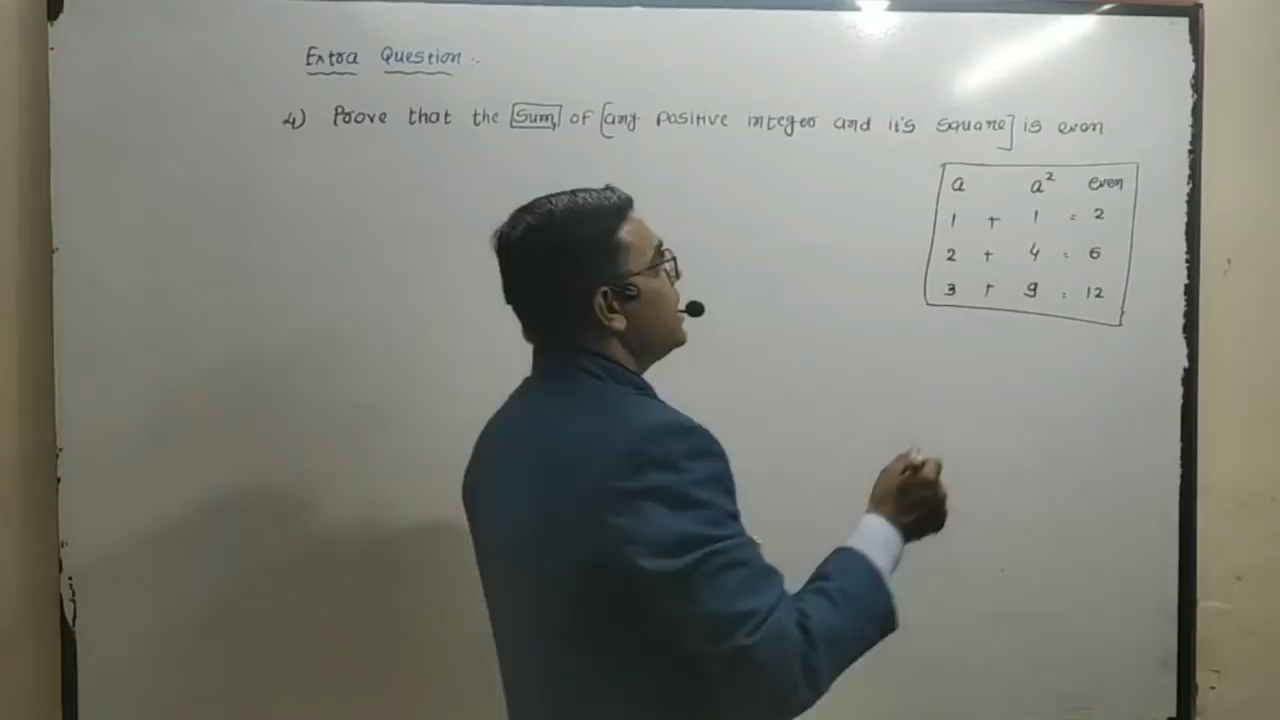 Extra Question :-
4) Prove that the Sum of [any positive integer and it's square] is even
a a² even
1 + 1 = 2
2 + 4 = 6
3 + 9 = 12